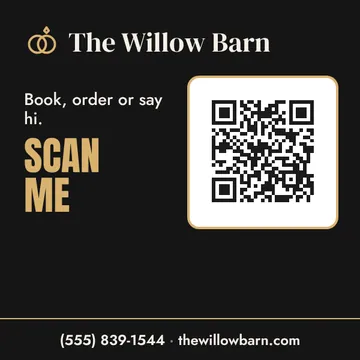 The Willow Barn
Book, order or say
hi.
SCAN
ME
(555) 839-1544 · thewillowbarn.com